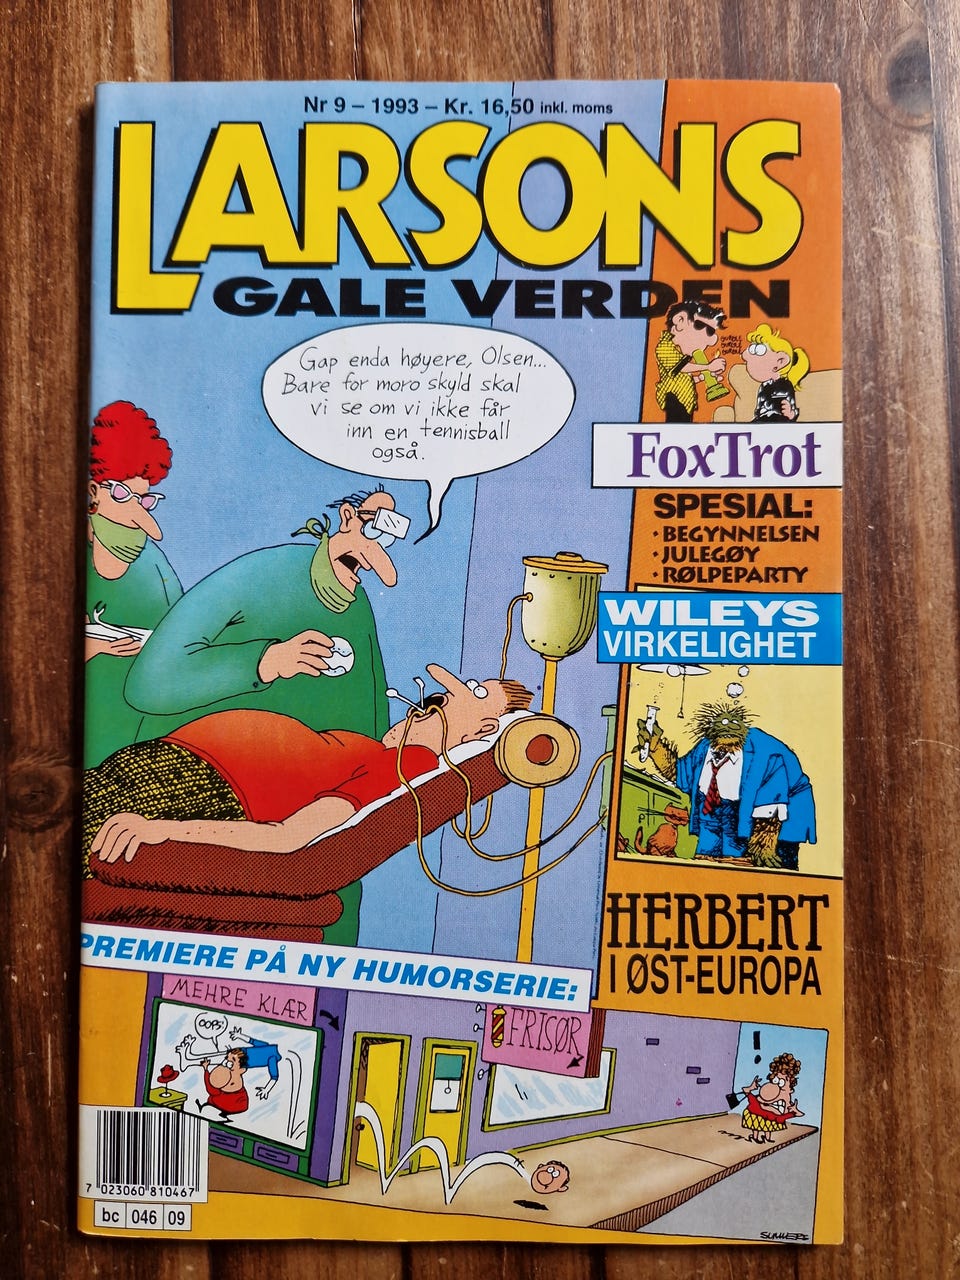 Nr 9 – 1993 – Kr. 16,50 inkl. moms
LARSONS
GALE VERDEN
Gap enda høyere, Olsen...
Bare for moro skyld skal
vi se om vi ikke får
inn en tennisball
også.
FoxTrot
SPESIAL:
· BEGYNNELSEN
· JULEGØY
· RØLPEPARTY
WILEYS
VIRKELIGHET
HERBERT
I ØST-EUROPA
PREMIERE PÅ NY HUMORSERIE:
MEHRE KLÆR
OOPS!
FRISØR
!
7 023060 810467
bc 046 09